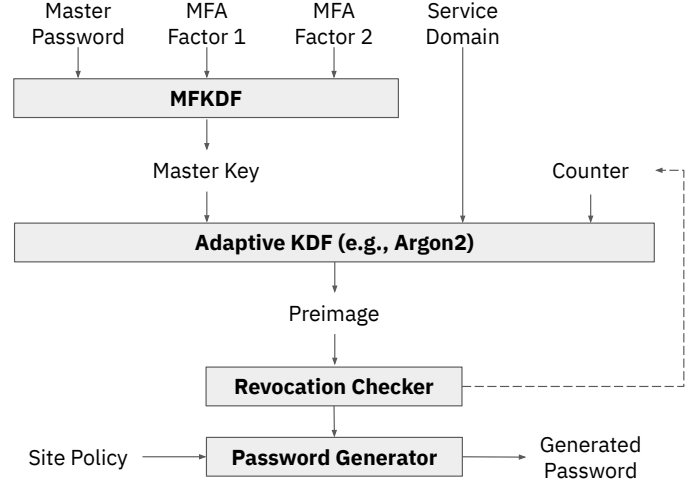 Master
Password
MFA
Factor 1
MFA
Factor 2
Service
Domain
MFKDF
Master Key
Counter
Adaptive KDF (e.g., Argon2)
Preimage
Revocation Checker
Site Policy
Password Generator
Generated
Password